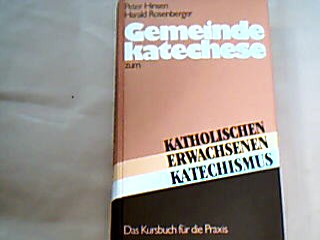 Peter Hinsen
Harald Rosenberger
Gemeinde
katechese
zum
KATHOLISCHEN
ERWACHSENEN
KATECHISMUS
Das Kursbuch für die Praxis